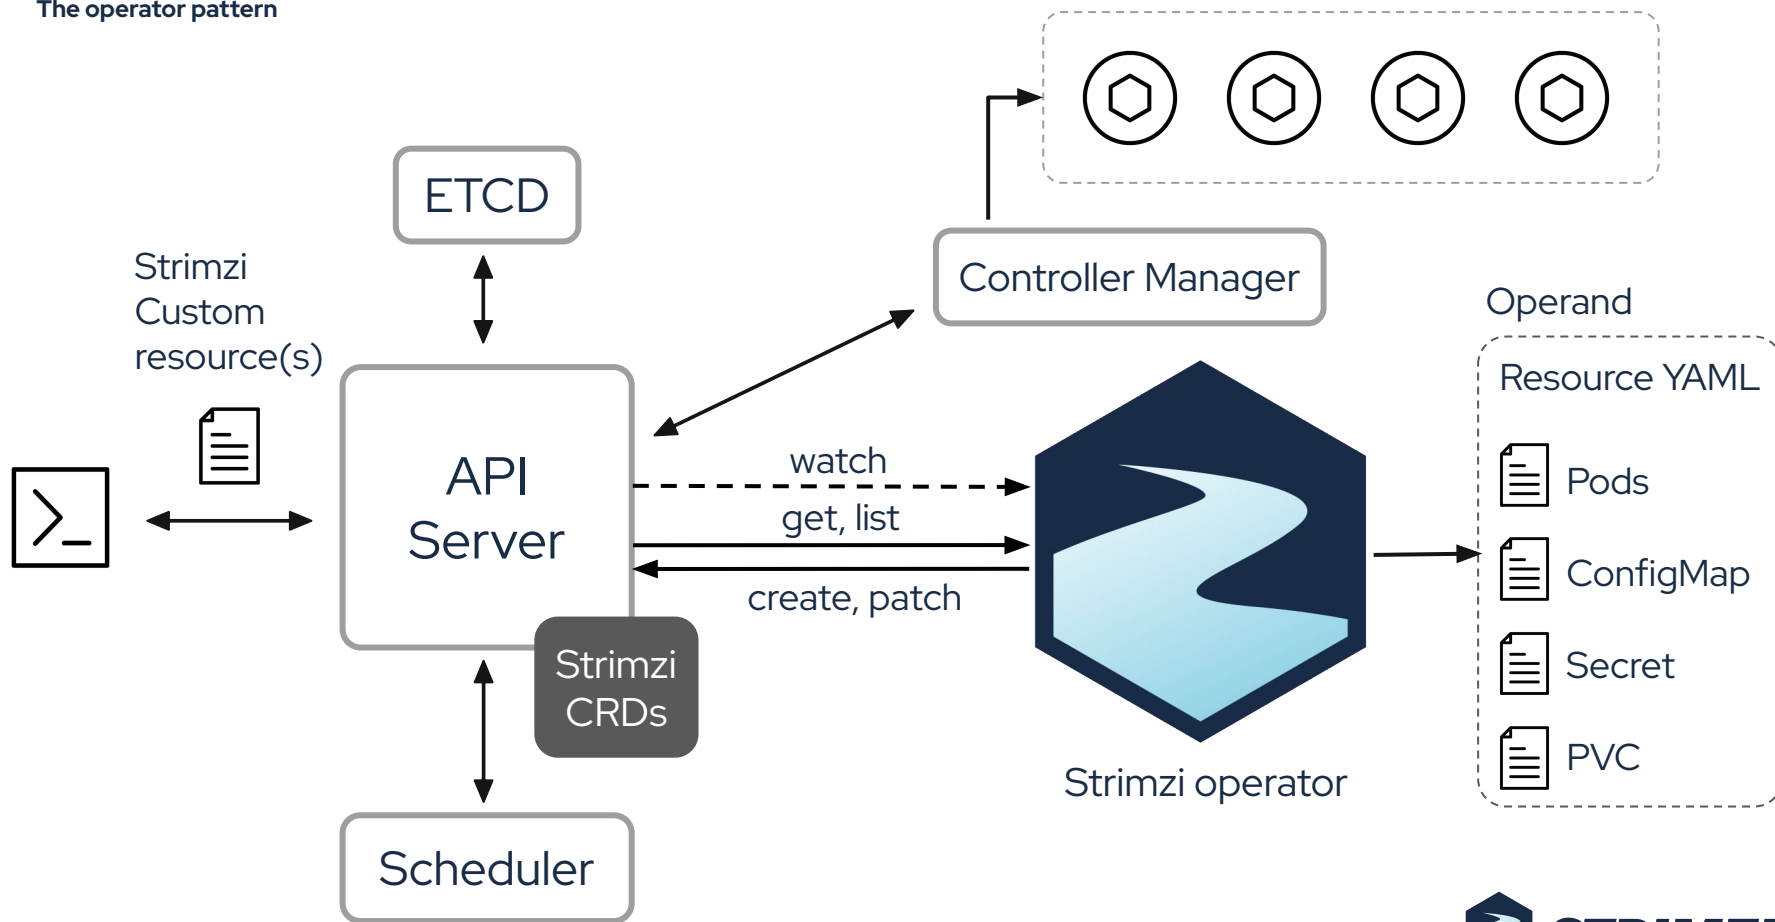 The operator pattern
ETCD
Controller Manager
Strimzi
Custom
resource(s)
Operand
Resource YAML
API
Server
watch
get, list
create, patch
Pods
ConfigMap
Secret
PVC
Strimzi
CRDs
Strimzi operator
Scheduler